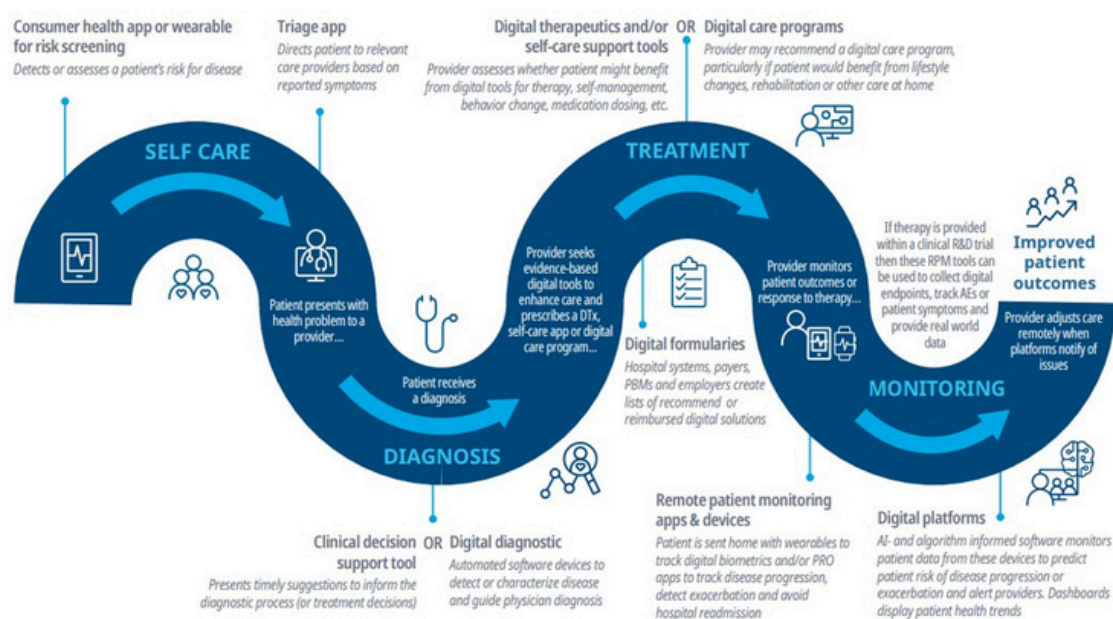 Consumer health app or wearable
for risk screening
Detects or assesses a patient's risk for disease
Triage app
Directs patient to relevant
care providers based on
reported symptoms
Digital therapeutics and/or
self-care support tools
Provider assesses whether patient might benefit
from digital tools for therapy, self-management,
behavior change, medication dosing, etc.
OR
Digital care programs
Provider may recommend a digital care program,
particularly if patient would benefit from lifestyle
changes, rehabilitation or other care at home
SELF CARE
Patient presents with
health problem to a
provider...
Patient receives
a diagnosis
DIAGNOSIS
Clinical decision
support tool
Presents timely suggestions to inform the
diagnostic process (or treatment decisions)
OR
Digital diagnostic
Automated software devices to
detect or characterize disease
and guide physician diagnosis
Provider seeks
evidence-based
digital tools to
enhance care and
prescribes a DTx,
self-care app or digital
care program...
TREATMENT
Digital formularies
Hospital systems, payers,
PBMs and employers create
lists of recommend or
reimbursed digital solutions
Provider monitors
patient outcomes or
response to therapy...
Remote patient monitoring
apps & devices
Patient is sent home with wearables to
track digital biometrics and/or PRO
apps to track disease progression,
detect exacerbation and avoid
hospital readmission
If therapy is provided
within a clinical R&D trial
then these RPM tools can
be used to collect digital
endpoints, track AEs or
patient symptoms and
provide real world
data
MONITORING
Digital platforms
AI- and algorithm informed software monitors
patient data from these devices to predict
patient risk of disease progression or
exacerbation and alert providers. Dashboards
display patient health trends
Improved
patient
outcomes
Provider adjusts care
remotely when
platforms notify of
issues